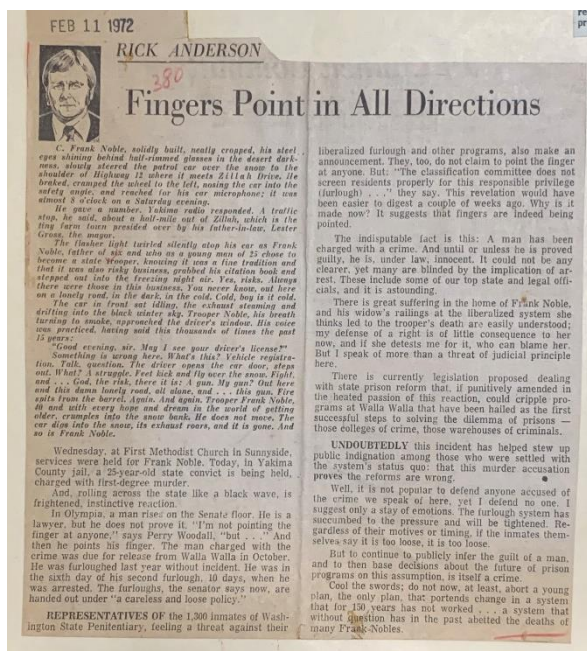 FEB 11 1972
RICK ANDERSON
380
Fingers Point in All Directions
C. Frank Noble, solidly built, neatly cropped, his steel
eyes shining behind half-rimmed glasses in the desert dark-
ness, slowly steered the patrol car over the snow to the
shoulder of Highway 12 where it meets Zillah Drive. He
braked, cramped the wheel to the left, nosing the car into the
safety angle, and reached for his car microphone; it was
almost 8 o'clock on a Saturday evening.
He gave a number. Yakima radio responded. A traffic
stop, he said, about a half-mile out of Zillah, which is the
tiny farm town presided over by his father-in-law, Lester
Gross, the mayor.
The flasher light twirled silently atop his car as Frank
Noble, father of six and who as a young man of 25 chose to
become a state Trooper, knowing it was a fine tradition and
that it was also risky business, grabbed his citation book and
stepped out into the freezing night air. Yes, risks. Always
there were those in this business. You never know, out here
on a lonely road, in the dark, in the cold. Cold, boy is it cold.
The car in front sat idling, the exhaust steaming and
drifting into the black winter sky. Trooper Noble, his breath
turning to smoke, approached the driver's window. His voice
was practiced, having said this thousands of times the past
15 years:
"Good evening, sir. May I see your driver's license?"
Something is wrong here. What's this? Vehicle registra-
tion. Talk. question. The driver opens the car door, steps
out. What? A struggle. Feet kick and fly over the snow. Fight.
and . . . God, the risk, there it is: A gun. My gun? Out here
and this damn lonely road, all alone, and . . . this gun. Fire
spits from the barrel. Again. And again. Trooper Frank Noble,
40 and with every hope and dream in the world of getting
older, crumples into the snow bank. He does not move. The
car digs into the snow, its exhaust roars, and it is gone. And
so is Frank Noble.
Wednesday, at First Methodist Church in Sunnyside,
services were held for Frank Noble. Today, in Yakima
County jail, a 25-year-old state convict is being held,
charged with first-degree murder.
And, rolling across the state like a black wave, is
frightened, instinctive reaction.
In Olympia, a man rises on the Senate floor. He is a
lawyer, but he does not prove it. "I'm not pointing the
finger at anyone," says Perry Woodall, "but . . ." And
then he points his finger. The man charged with the
crime was due for release from Walla Walla in October.
He was furloughed last year without incident. He was in
the sixth day of his second furlough, 10 days, when he
was arrested. The furloughs, the senator says now, are
handed out under "a careless and loose policy."
REPRESENTATIVES OF the 1,300 inmates of Wash-
ington State Penitentiary, feeling a threat against their
liberalized furlough and other programs, also make an
announcement. They, too, do not claim to point the finger
at anyone. But: "The classification committee does not
screen residents properly for this responsible privilege
(furlough) . . ." they say. This revelation would have
been easier to digest a couple of weeks ago. Why is it
made now? It suggests that fingers are indeed being
pointed.
The indisputable fact is this: A man has been
charged with a crime. And until or unless he is proved
guilty, he is, under law, innocent. It could not be any
clearer, yet many are blinded by the implication of ar-
rest. These include some of our top state and legal offi-
cials, and it is astounding.
There is great suffering in the home of Frank Noble,
and his widow's railings at the liberalized system she
thinks led to the trooper's death are easily understood;
my defense of a right is of little consequence to her
now, and if she detests me for it, who can blame her.
But I speak of more than a threat of judicial principle
here.
There is currently legislation proposed dealing
with state prison reform that, if punitively amended in
the heated passion of this reaction, could cripple pro-
grams at Walla Walla that have been hailed as the first
successful steps to solving the dilemma of prisons —
those colleges of crime, those warehouses of criminals.
UNDOUBTEDLY this incident has helped stew up
public indignation among those who were settled with
the system's status quo: that this murder accusation
proves the reforms are wrong.
Well, it is not popular to defend anyone accused of
the crime we speak of here, yet I defend no one. I
suggest only a stay of emotions. The furlough system has
succumbed to the pressure and will be tightened. Re-
gardless of their motives or timing, if the inmates them-
selves say it is too loose, it is too loose.
But to continue to publicly infer the guilt of a man,
and to then base decisions about the future of prison
programs on this assumption, is itself a crime.
Cool the swords; do not now, at least, abort a young
plan, the only plan, that portends change in a system
that for 150 years has not worked . . . a system that
without question has in the past abetted the deaths of
many Frank Nobles.